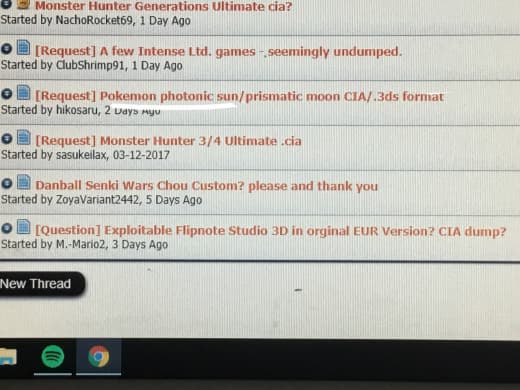 Monster Hunter Generations Ultimate cia?
Started by NachoRocket69, 1 Day Ago
[Request] A few Intense Ltd. games - seemingly undumped.
Started by ClubShrimp91, 1 Day Ago
[Request] Pokemon photonic sun/prismatic moon CIA/.3ds format
Started by hikosaru, 2 Days Ago
[Request] Monster Hunter 3/4 Ultimate .cia
Started by sasukeilax, 03-12-2017
Danball Senki Wars Chou Custom? please and thank you
Started by ZoyaVariant2442, 5 Days Ago
[Question] Exploitable Flipnote Studio 3D in orginal EUR Version? CIA dump?
Started by M.-Mario2, 3 Days Ago
New Thread